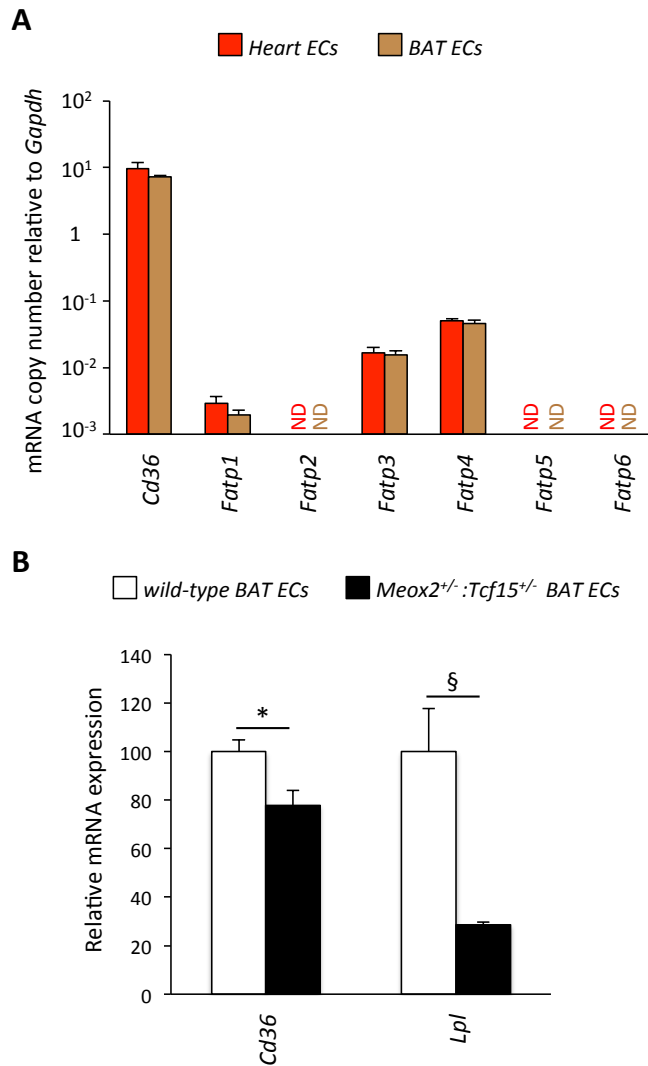 A
Heart ECs BAT ECs
mRNA copy number relative to Gapdh
10²
10¹
1
10⁻¹
10⁻²
10⁻³
ND ND ND ND ND ND
Cd36 Fatp1 Fatp2 Fatp3 Fatp4 Fatp5 Fatp6
B
wild-type BAT ECs Meox2⁺/⁻ :Tcf15⁺/⁻ BAT ECs
Relative mRNA expression
140
120
100
80
60
40
20
0
* §
Cd36 Lpl